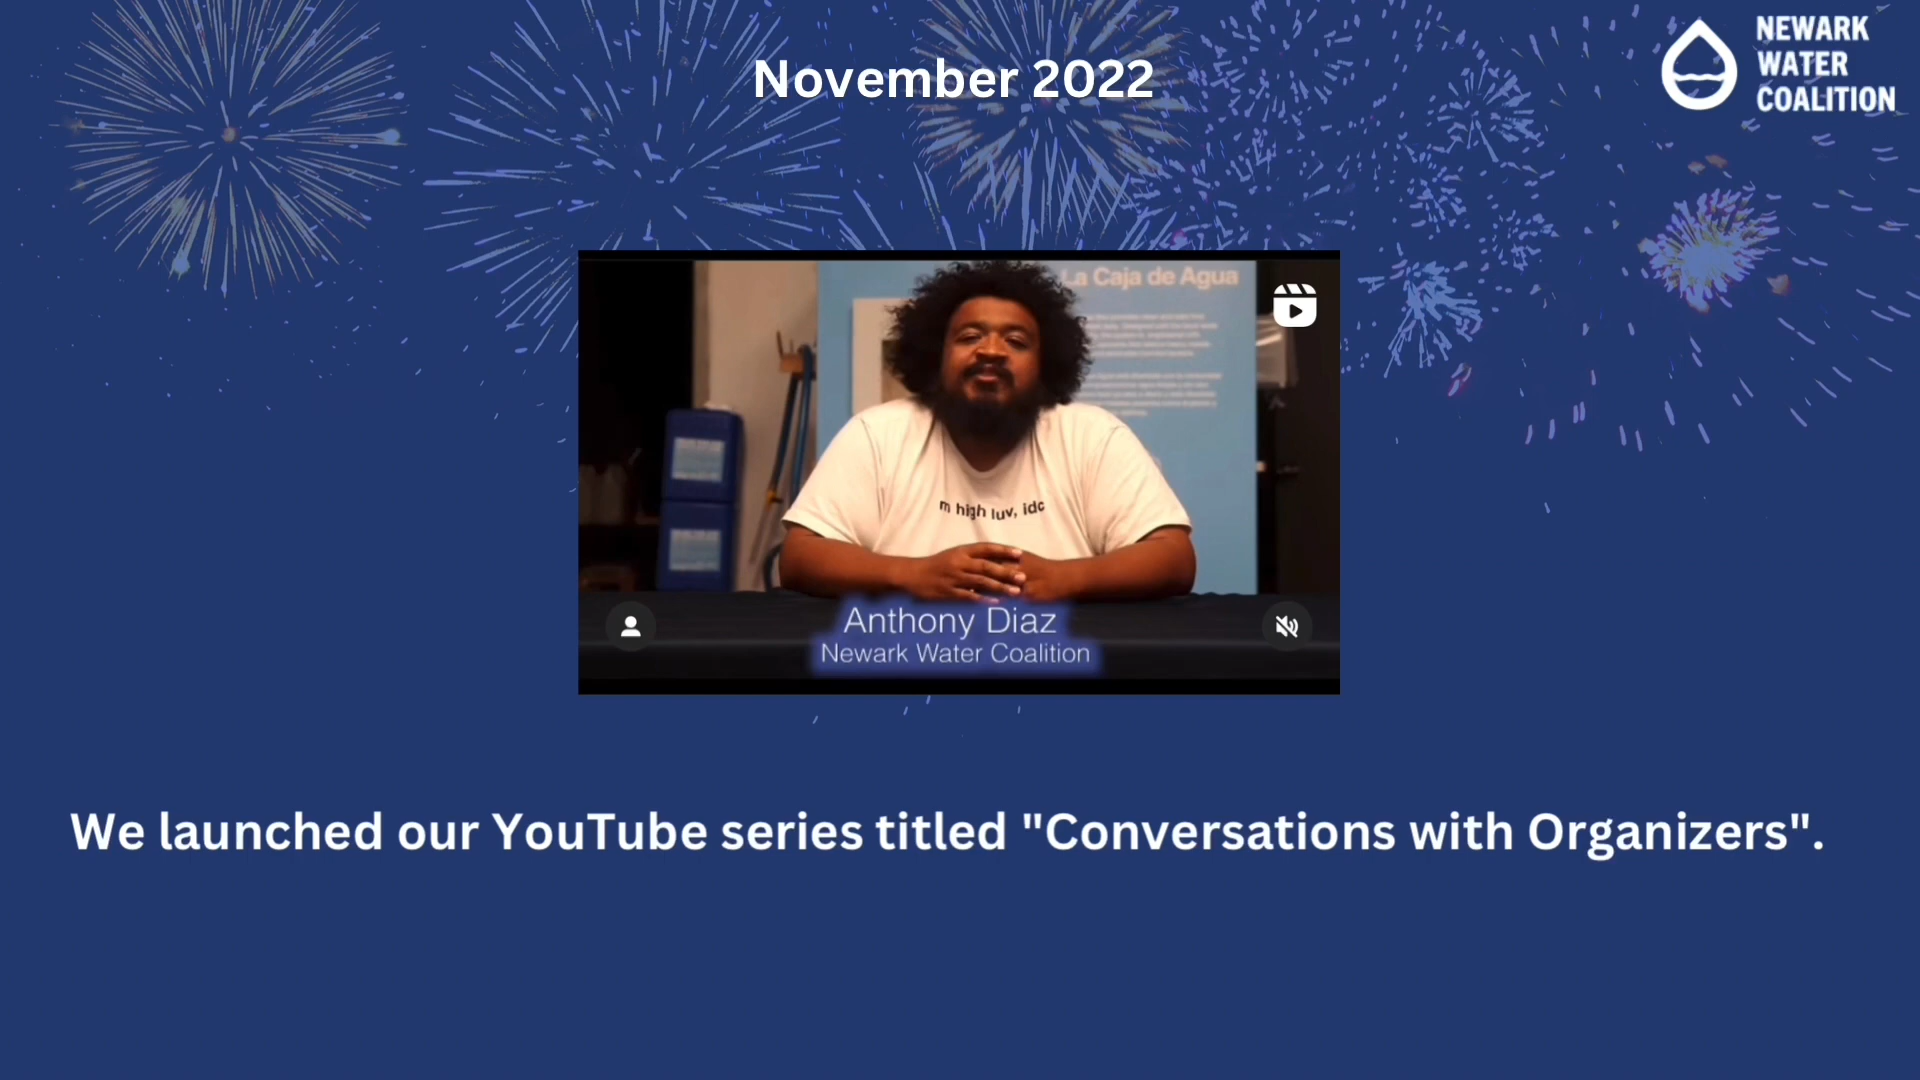 November 2022
NEWARK
WATER
COALITION
La Caja de Agua
m high luv, idc
Anthony Diaz
Newark Water Coalition
We launched our YouTube series titled "Conversations with Organizers".